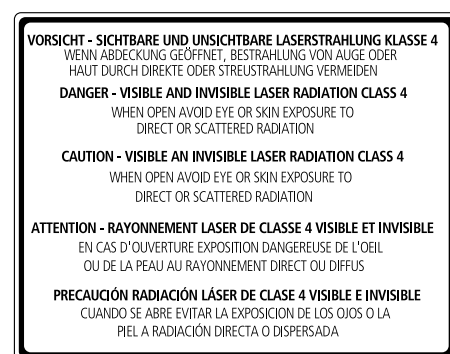 VORSICHT - SICHTBARE UND UNSICHTBARE LASERSTRAHLUNG KLASSE 4
WENN ABDECKUNG GEÖFFNET, BESTRAHLUNG VON AUGE ODER
HAUT DURCH DIREKTE ODER STREUSTRAHLUNG VERMEIDEN
DANGER - VISIBLE AND INVISIBLE LASER RADIATION CLASS 4
WHEN OPEN AVOID EYE OR SKIN EXPOSURE TO
DIRECT OR SCATTERED RADIATION
CAUTION - VISIBLE AN INVISIBLE LASER RADIATION CLASS 4
WHEN OPEN AVOID EYE OR SKIN EXPOSURE TO
DIRECT OR SCATTERED RADIATION
ATTENTION - RAYONNEMENT LASER DE CLASSE 4 VISIBLE ET INVISIBLE
EN CAS D'OUVERTURE EXPOSITION DANGEREUSE DE L'OEIL
OU DE LA PEAU AU RAYONNEMENT DIRECT OU DIFFUS
PRECAUCIÓN RADIACIÓN LÁSER DE CLASE 4 VISIBLE E INVISIBLE
CUANDO SE ABRE EVITAR LA EXPOSICION DE LOS OJOS O LA
PIEL A RADIACIÓN DIRECTA O DISPERSADA